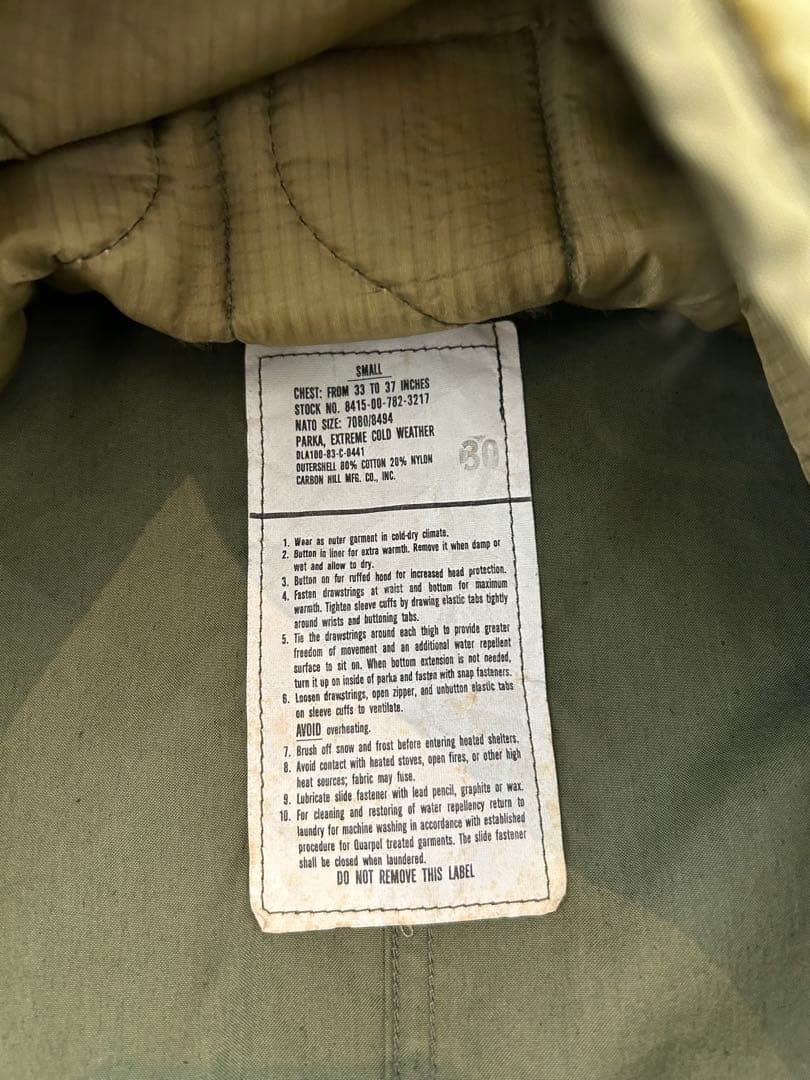 SMALL
CHEST: FROM 33 TO 37 INCHES
STOCK NO. 8415-00-782-3217
NATO SIZE: 7080/8494
PARKA, EXTREME COLD WEATHER
DLA100-83-C-0441
OUTERSHELL 80% COTTON 20% NYLON
CARBON HILL MFG. CO., INC.
30
1. Wear as outer garment in cold-dry climate.
2. Button in liner for extra warmth. Remove it when damp or
wet and allow to dry.
3. Button on fur ruffed hood for increased head protection.
4. Fasten drawstrings at waist and bottom for maximum
warmth. Tighten sleeve cuffs by drawing elastic tabs tightly
around wrists and buttoning tabs.
5. Tie the drawstrings around each thigh to provide greater
freedom of movement and an additional water repellent
surface to sit on. When bottom extension is not needed,
turn it up on inside of parka and fasten with snap fasteners.
6. Loosen drawstrings, open zipper, and unbutton elastic tabs
on sleeve cuffs to ventilate.
AVOID overheating.
7. Brush off snow and frost before entering heated shelters.
8. Avoid contact with heated stoves, open fires, or other high
heat sources; fabric may fuse.
9. Lubricate slide fastener with lead pencil, graphite or wax.
10. For cleaning and restoring of water repellency return to
laundry for machine washing in accordance with established
procedure for Quarpel treated garments. The slide fastener
shall be closed when laundered.
DO NOT REMOVE THIS LABEL